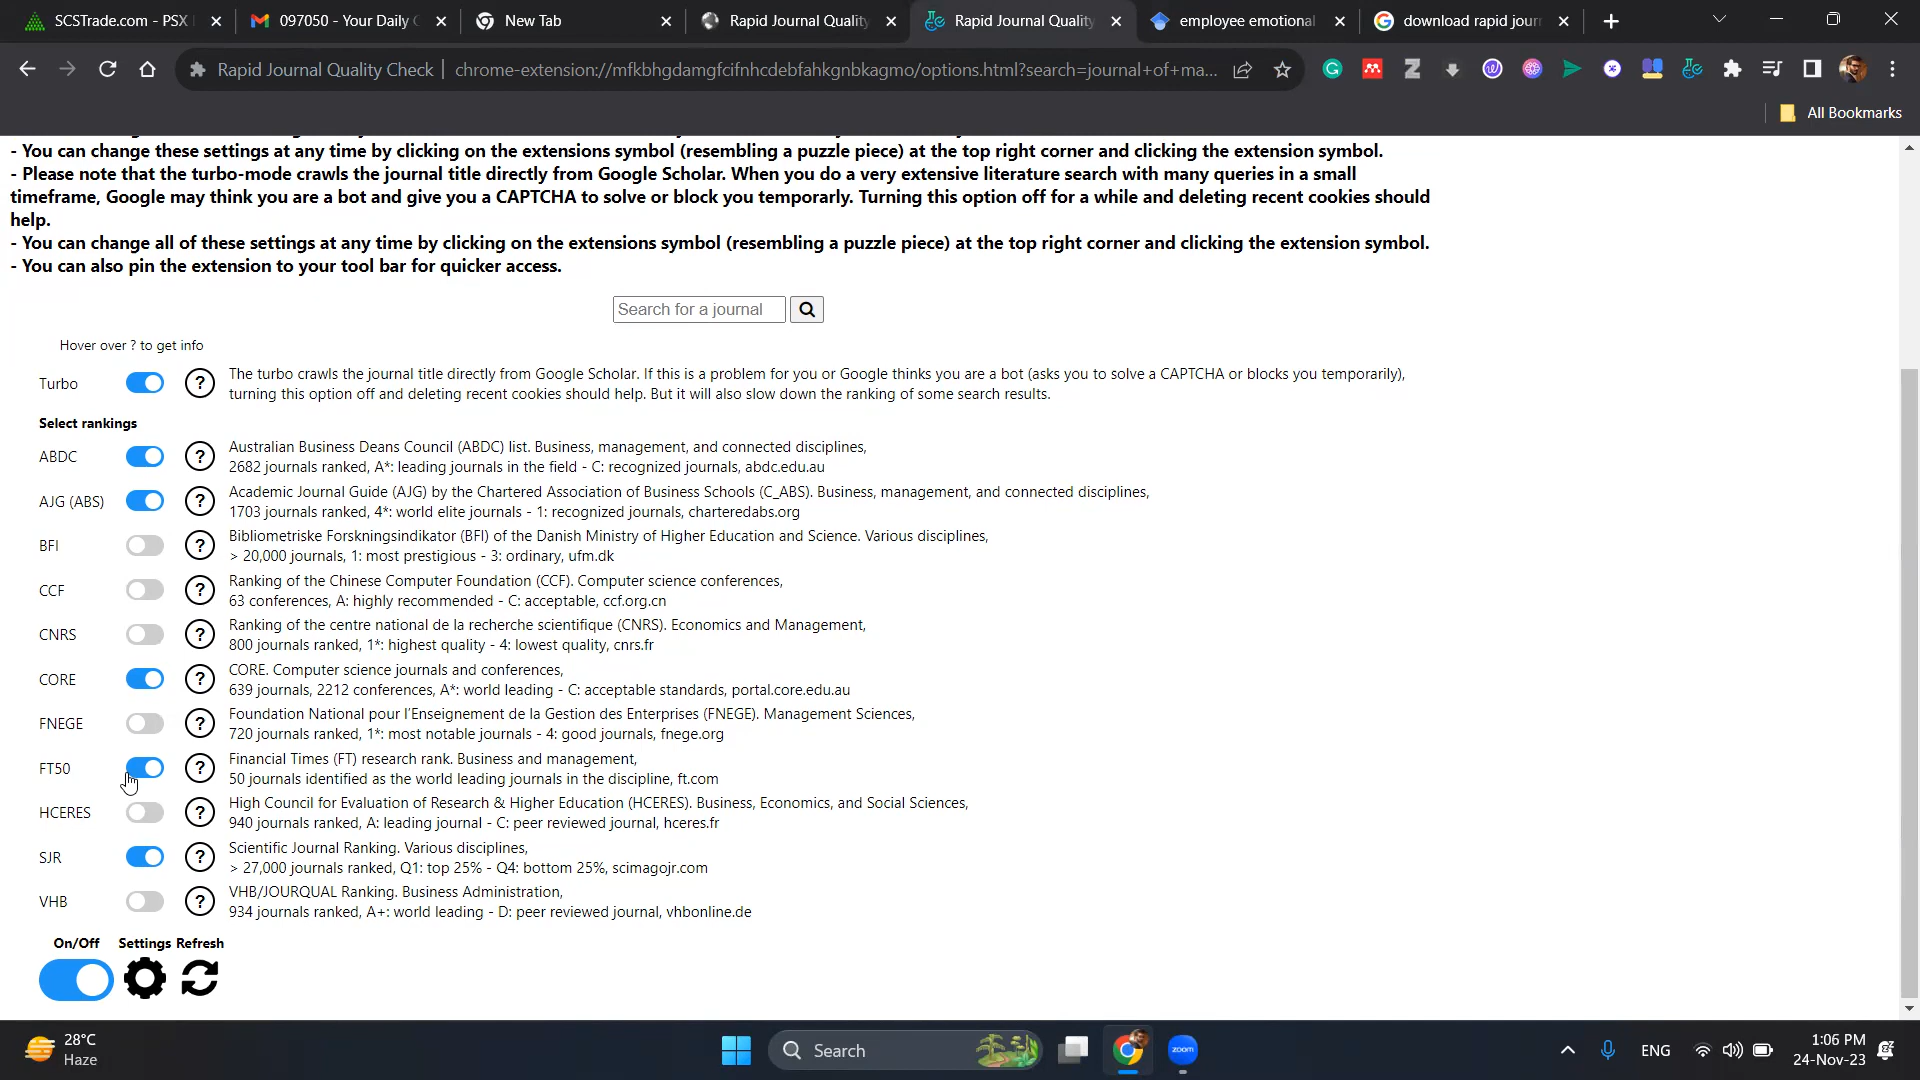 SCSTrade.com - PSX
097050 - Your Daily
New Tab
Rapid Journal Quality
Rapid Journal Quality
employee emotional
download rapid jour
Rapid Journal Quality Check
chrome-extension://mfkbhgdamgfcifnhcdebfahkgnbkagmo/options.html?search=journal+of+ma...
All Bookmarks
- You can change these settings at any time by clicking on the extensions symbol (resembling a puzzle piece) at the top right corner and clicking the extension symbol.
- Please note that the turbo-mode crawls the journal title directly from Google Scholar. When you do a very extensive literature search with many queries in a small
timeframe, Google may think you are a bot and give you a CAPTCHA to solve or block you temporarly. Turning this option off for a while and deleting recent cookies should
help.
- You can change all of these settings at any time by clicking on the extensions symbol (resembling a puzzle piece) at the top right corner and clicking the extension symbol.
- You can also pin the extension to your tool bar for quicker access.
Search for a journal
Hover over ? to get info
Turbo ? The turbo crawls the journal title directly from Google Scholar. If this is a problem for you or Google thinks you are a bot (asks you to solve a CAPTCHA or blocks you temporarily),
turning this option off and deleting recent cookies should help. But it will also slow down the ranking of some search results.
Select rankings
ABDC ? Australian Business Deans Council (ABDC) list. Business, management, and connected disciplines,
2682 journals ranked, A*: leading journals in the field - C: recognized journals, abdc.edu.au
AJG (ABS) ? Academic Journal Guide (AJG) by the Chartered Association of Business Schools (C_ABS). Business, management, and connected disciplines,
1703 journals ranked, 4*: world elite journals - 1: recognized journals, charteredabs.org
BFI ? Bibliometriske Forskningsindikator (BFI) of the Danish Ministry of Higher Education and Science. Various disciplines,
> 20,000 journals, 1: most prestigious - 3: ordinary, ufm.dk
CCF ? Ranking of the Chinese Computer Foundation (CCF). Computer science conferences,
63 conferences, A: highly recommended - C: acceptable, ccf.org.cn
CNRS ? Ranking of the centre national de la recherche scientifique (CNRS). Economics and Management,
800 journals ranked, 1*: highest quality - 4: lowest quality, cnrs.fr
CORE ? CORE. Computer science journals and conferences,
639 journals, 2212 conferences, A*: world leading - C: acceptable standards, portal.core.edu.au
FNEGE ? Foundation National pour l'Enseignement de la Gestion des Enterprises (FNEGE). Management Sciences,
720 journals ranked, 1*: most notable journals - 4: good journals, fnege.org
FT50 ? Financial Times (FT) research rank. Business and management,
50 journals identified as the world leading journals in the discipline, ft.com
HCERES ? High Council for Evaluation of Research & Higher Education (HCERES). Business, Economics, and Social Sciences,
940 journals ranked, A: leading journal - C: peer reviewed journal, hceres.fr
SJR ? Scientific Journal Ranking. Various disciplines,
> 27,000 journals ranked, Q1: top 25% - Q4: bottom 25%, scimagojr.com
VHB ? VHB/JOURQUAL Ranking. Business Administration,
934 journals ranked, A+: world leading - D: peer reviewed journal, vhbonline.de
On/Off Settings Refresh
28°C
Haze
Search
zoom
ENG
1:06 PM
24-Nov-23